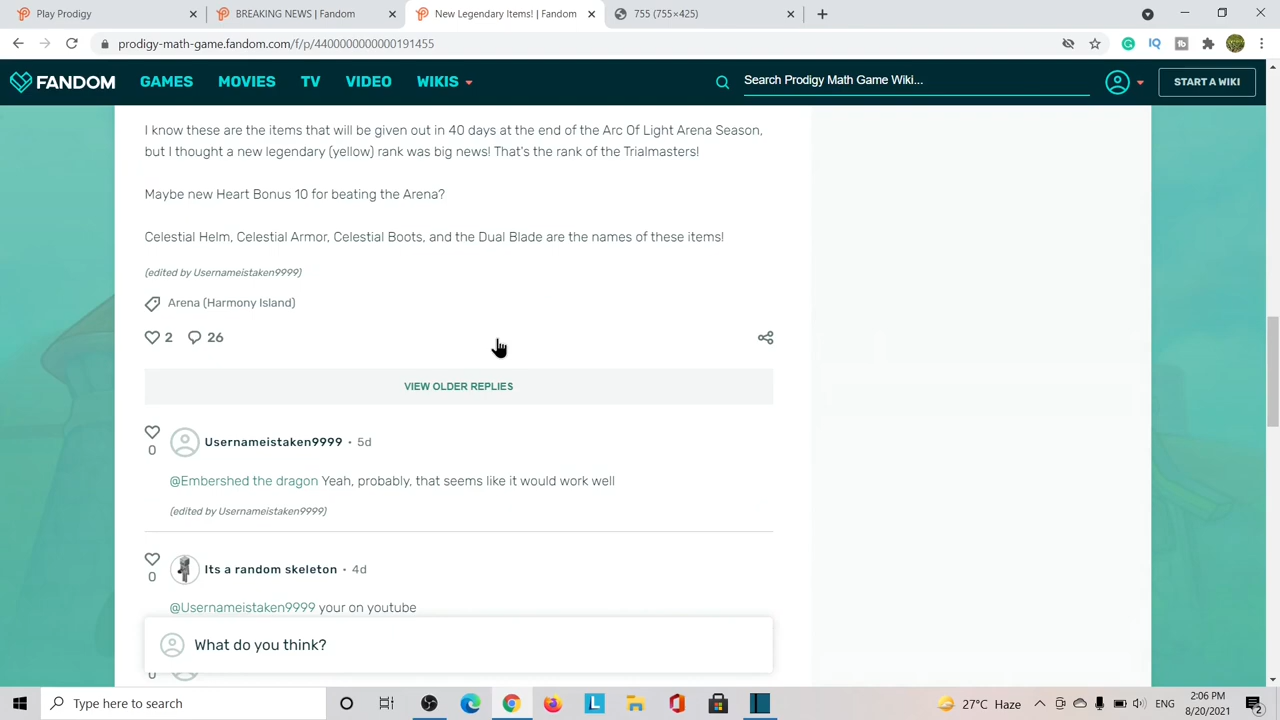 Play Prodigy
BREAKING NEWS | Fandom
New Legendary Items! | Fandom
755 (755×425)
prodigy-math-game.fandom.com/f/p/4400000000000191455
FANDOM
GAMES
MOVIES
TV
VIDEO
WIKIS
Search Prodigy Math Game Wiki...
START A WIKI
I know these are the items that will be given out in 40 days at the end of the Arc Of Light Arena Season,
but I thought a new legendary (yellow) rank was big news! That's the rank of the Trialmasters!
Maybe new Heart Bonus 10 for beating the Arena?
Celestial Helm, Celestial Armor, Celestial Boots, and the Dual Blade are the names of these items!
(edited by Usernameistaken9999)
Arena (Harmony Island)
2 26
VIEW OLDER REPLIES
Usernameistaken9999 • 5d
0
@Embershed the dragon Yeah, probably, that seems like it would work well
(edited by Usernameistaken9999)
Its a random skeleton • 4d
0
@Usernameistaken9999 your on youtube
What do you think?
0
Type here to search
27°C Haze
ENG
2:06 PM
8/20/2021
2